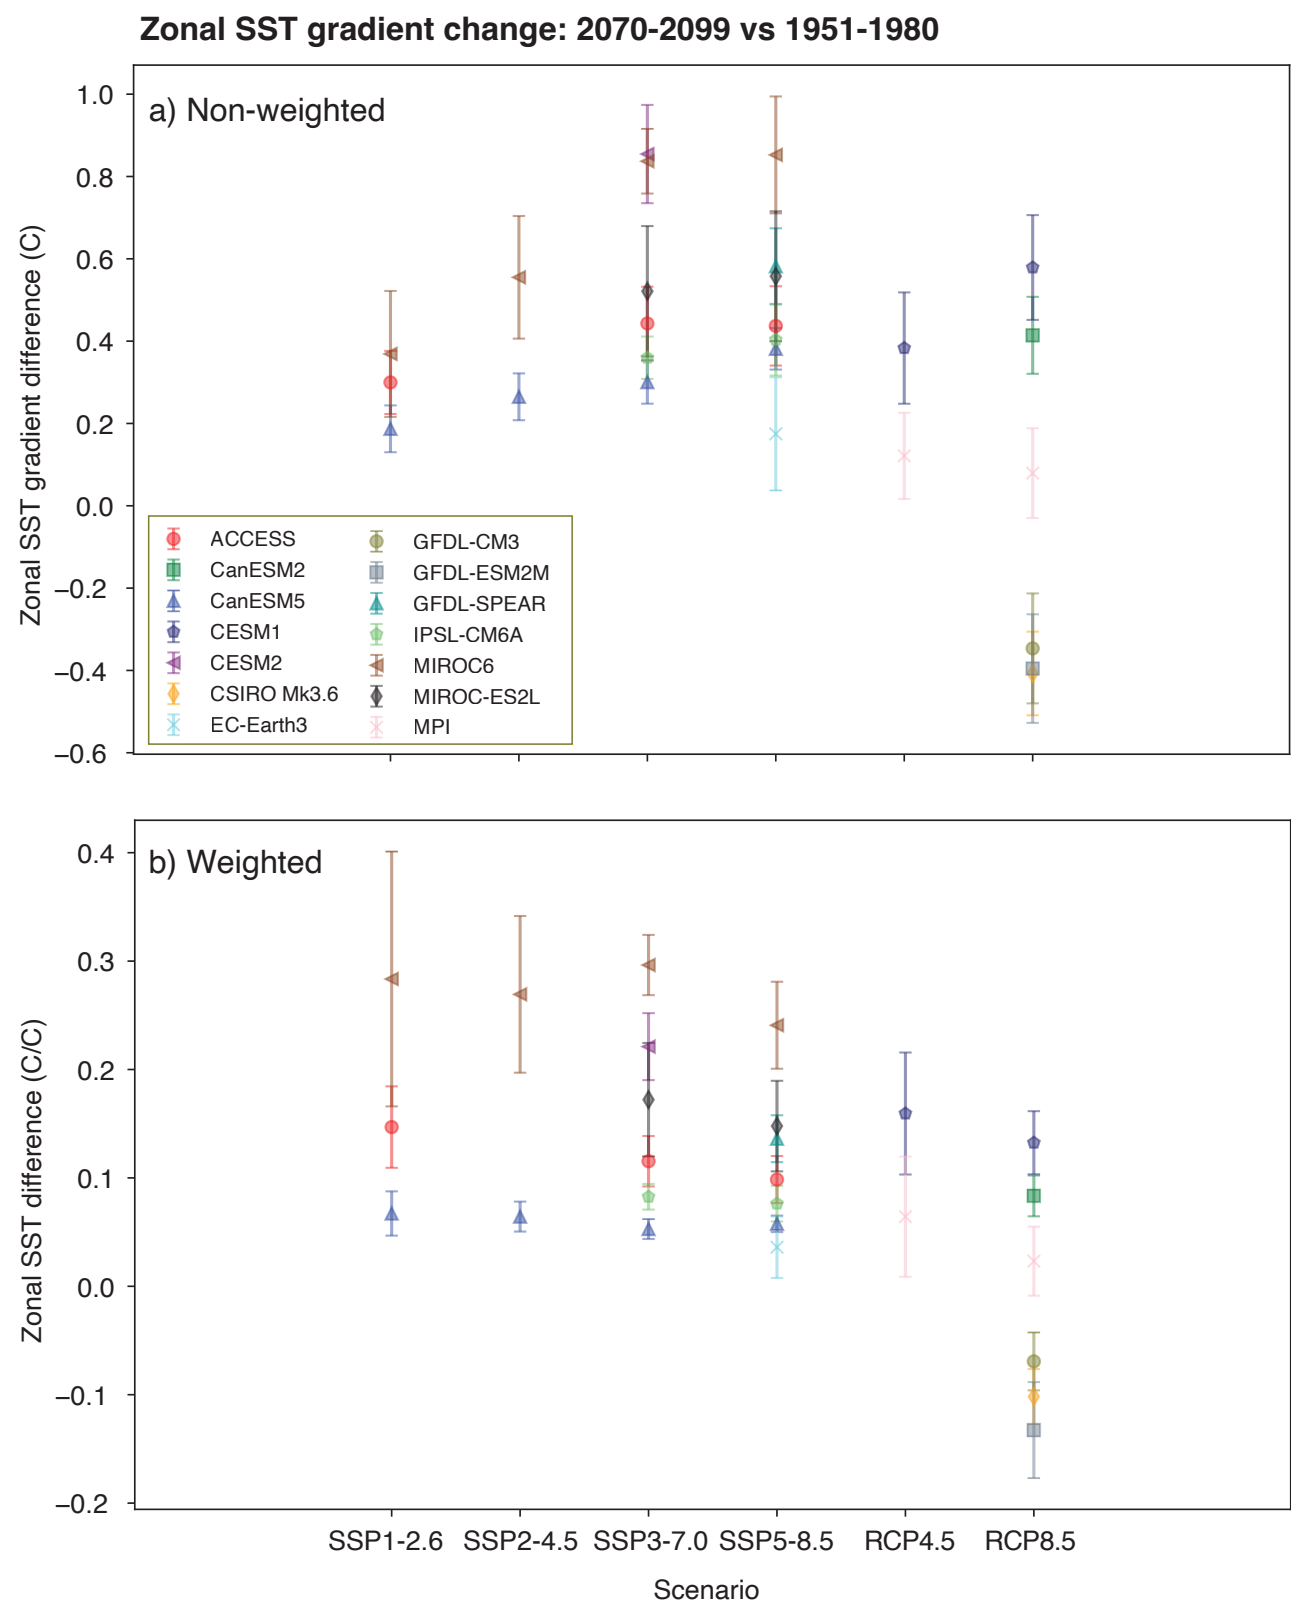 Zonal SST gradient change: 2070-2099 vs 1951-1980
a) Non-weighted
Zonal SST gradient difference (C)
1.0
0.8
0.6
0.4
0.2
0.0
−0.2
−0.4
−0.6
ACCESS
CanESM2
CanESM5
CESM1
CESM2
CSIRO Mk3.6
EC-Earth3
GFDL-CM3
GFDL-ESM2M
GFDL-SPEAR
IPSL-CM6A
MIROC6
MIROC-ES2L
MPI
b) Weighted
Zonal SST difference (C/C)
0.4
0.3
0.2
0.1
0.0
−0.1
−0.2
SSP1-2.6 SSP2-4.5 SSP3-7.0 SSP5-8.5 RCP4.5 RCP8.5
Scenario